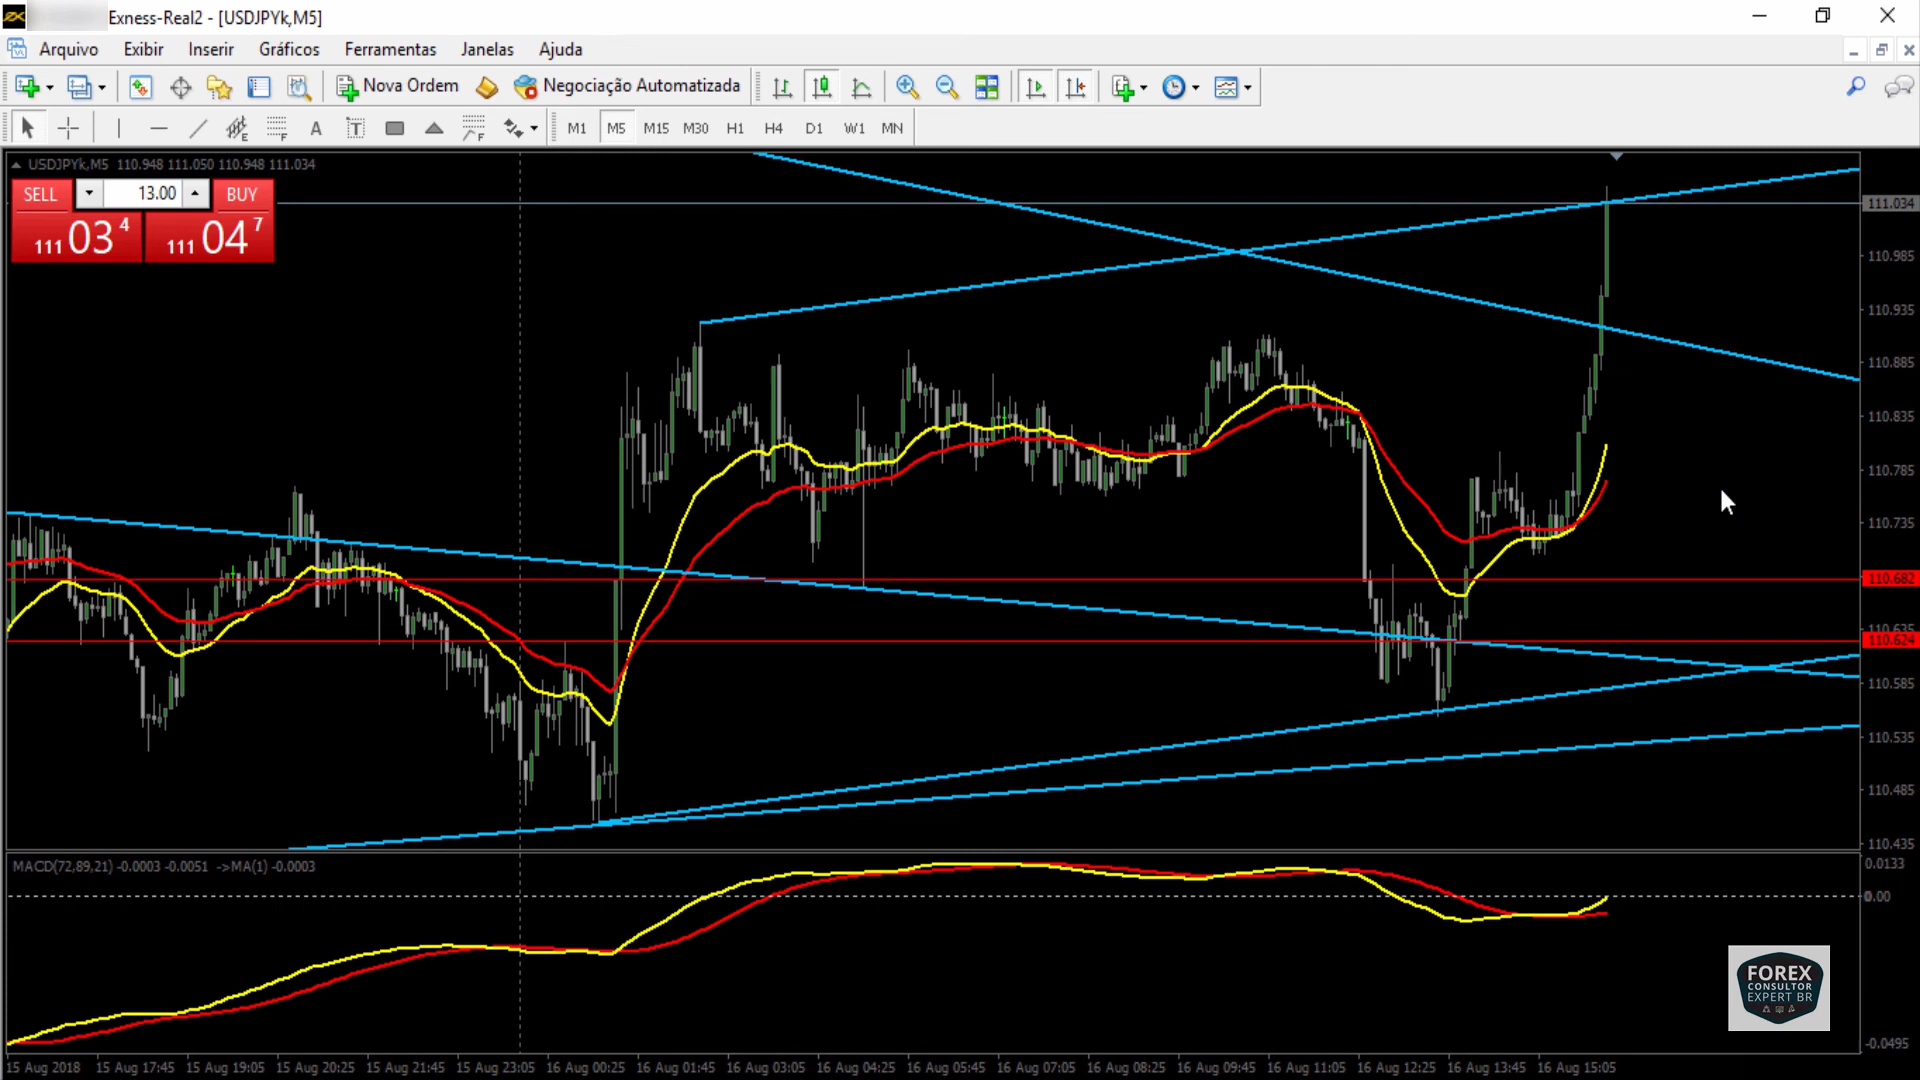 Exness-Real2 - [USDJPYk,M5]
Arquivo Exibir Inserir Gráficos Ferramentas Janelas Ajuda
Nova Ordem Negociação Automatizada
A T M1 M5 M15 M30 H1 H4 D1 W1 MN
USDJPYk,M5 110.948 111.050 110.948 111.034
SELL 13.00 BUY
111 03 4 111 04 7
111.034
110.985
110.935
110.885
110.835
110.785
110.735
110.682
110.635
110.624
110.585
110.535
110.485
110.435
MACD(72,89,21) -0.0003 -0.0051 ->MA(1) -0.0003
0.0133
0.00
-0.0495
FOREX
CONSULTOR
EXPERT BR
15 Aug 2018 15 Aug 17:45 15 Aug 19:05 15 Aug 20:25 15 Aug 21:45 15 Aug 23:05 16 Aug 00:25 16 Aug 01:45 16 Aug 03:05 16 Aug 04:25 16 Aug 05:45 16 Aug 07:05 16 Aug 08:25 16 Aug 09:45 16 Aug 11:05 16 Aug 12:25 16 Aug 13:45 16 Aug 15:05